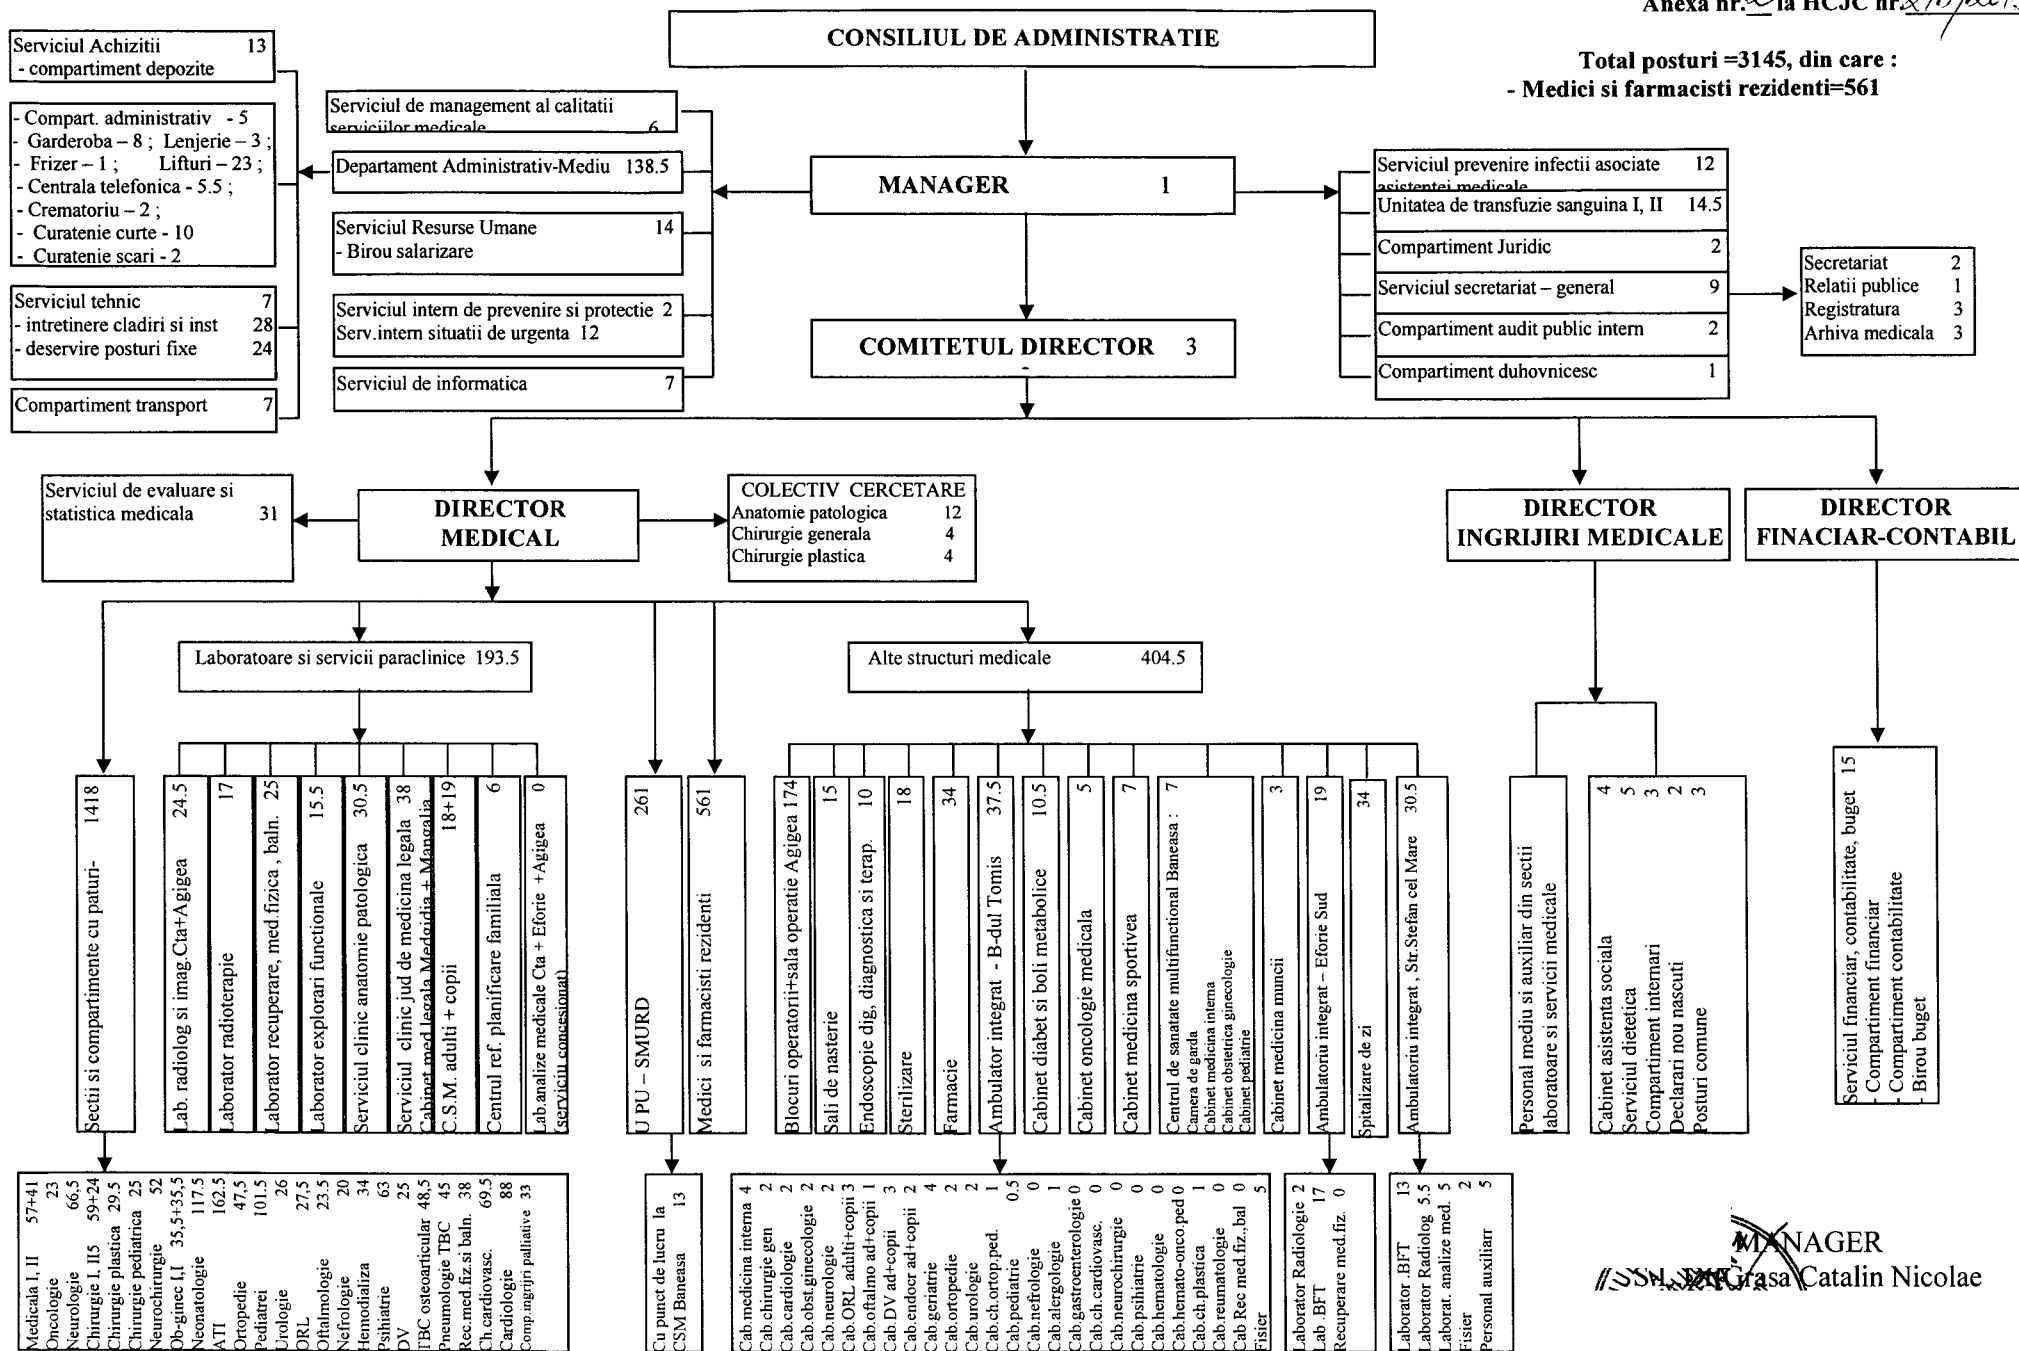 Anexa nr. la HCJC nr.
Total posturi =3145, din care :
- Medici si farmacisti rezidenti=561
CONSILIUL DE ADMINISTRATIE
Serviciul Achizitii 13
- compartiment depozite
- Compart. administrativ - 5
- Garderoba – 8 ; Lenjerie – 3 ;
- Frizer – 1 ; Lifturi – 23 ;
- Centrala telefonica - 5.5 ;
- Crematoriu – 2 ;
- Curatenie curte - 10
- Curatenie scari - 2
Serviciul tehnic 7
- intretinere cladiri si inst 28
- deservire posturi fixe 24
Compartiment transport 7
Serviciul de management al calitatii
serviciilor medicale 6
Departament Administrativ-Mediu 138.5
Serviciul Resurse Umane 14
- Birou salarizare
Serviciul intern de prevenire si protectie 2
Serv.intern situatii de urgenta 12
Serviciul de informatica 7
MANAGER 1
COMITETUL DIRECTOR 3
Serviciul prevenire infectii asociate 12
asistentei medicale
Unitatea de transfuzie sanguina I, II 14.5
Compartiment Juridic 2
Serviciul secretariat – general 9
Compartiment audit public intern 2
Compartiment duhovnicesc 1
Secretariat 2
Relatii publice 1
Registratura 3
Arhiva medicala 3
Serviciul de evaluare si
statistica medicala 31
DIRECTOR
MEDICAL
COLECTIV CERCETARE
Anatomie patologica 12
Chirurgie generala 4
Chirurgie plastica 4
DIRECTOR
INGRIJIRI MEDICALE
DIRECTOR
FINACIAR-CONTABIL
Laboratoare si servicii paraclinice 193.5
Alte structuri medicale 404.5
Sectii si compartimente cu paturi- 1418
Lab. radiolog si imag.Cta+Agigea 24.5
Laborator radioterapie 17
Laborator recuperare, med.fizica , baln. 25
Laborator explorari functionale 15.5
Serviciul clinic anatomie patologica 30.5
Serviciul clinic jud de medicina legala 38
Cabinet med legala Medgidia + Mangalia
C.S.M. adulti + copii 18+19
Centrul ref. planificare familiala 6
Lab.analize medicale Cta + Eforie +Agigea 0
(serviciu concesionat)
U PU – SMURD 261
Medici si farmacisti rezidenti 561
Blocuri operatorii+sala operatie Agigea 174
Sali de nasterie 15
Endoscopie dig, diagnostica si terap. 10
Sterilizare 18
Farmacie 34
Ambulator integrat - B-dul Tomis 37.5
Cabinet diabet si boli metabolice 10.5
Cabinet oncologie medicala 5
Cabinet medicina sportivea 7
Centrul de sanatate multifunctional Baneasa : 7
Camera de garda
Cabinet medicina interna
Cabinet obstetrica ginecologie
Cabinet pediatrie
Cabinet medicina muncii 3
Ambulatoriu integrat – Eforie Sud 19
Spitalizare de zi 34
Ambulatoriu integrat , Str.Stefan cel Mare 30.5
Personal mediu si auxiliar din sectii
laboratoare si servicii medicale
Cabinet asistenta sociala 4
Serviciul dietetica 5
Compartiment internari 3
Declarari nou nascuti 2
Posturi comune 3
Serviciul financiar, contabilitate, buget 15
- Compartiment financiar
- Compartiment contabilitate
- Birou buget
Medicala I, II 57+41
Oncologie 23
Neurologie 66,5
Chirurgie I, II5 59+24
Chirurgie plastica 29.5
Chirurgie pediatrica 25
Neurochirurgie 52
Ob-ginec I,I 35,5+35,5
Neonatologie 117.5
ATI 162.5
Ortopedie 47,5
Pediatrei 101.5
Urologie 26
ORL 27,5
Oftalmologie 23.5
Nefrologie 20
Hemodializa 34
Psihiatrie 63
DV 25
TBC osteoarticular 48,5
Pneumologie TBC 45
Rec.med.fiz.si baln. 38
Ch.cardiovasc. 69.5
Cardiologie 88
Comp.ingrijri palliative 33
Cu punct de lucru la
CSM Baneasa 13
Cab.medicina interna 4
Cab.chirurgie gen 2
Cab.cardiologie 2
Cab.obst.ginecologie 2
Cab.neurologie 2
Cab.ORL adulti+copii 3
Cab.oftalmo ad+copii 1
Cab.DV ad+copii 3
Cab.endocr ad+copii 2
Cab.geriatrie 4
Cab.ortopedie 2
Cab.urologie 2
Cab.ch.ortop.ped. 1
Cab.pediatrie 0.5
Cab.nefrologie 0
Cab.alergologie 1
Cab.gastroenterologie 0
Cab.ch.cardiovasc. 0
Cab.neurochirurgie 0
Cab.psihiatrie 0
Cab.hematologie 0
Cab.hemato-onco.ped 0
Cab.ch.plastica 1
Cab.reumatologie 0
Cab Rec med.fiz.,bal 0
Fisier 5
Laborator Radiologie 2
Lab .BFT 17
Recuperare med.fiz. 0
Laborator .BFT 13
Laborator Radiolog 5.5
Laborat. analize med. 5
Fisier 2
Personal auxiliarr 5
MANAGER
Grasa Catalin Nicolae